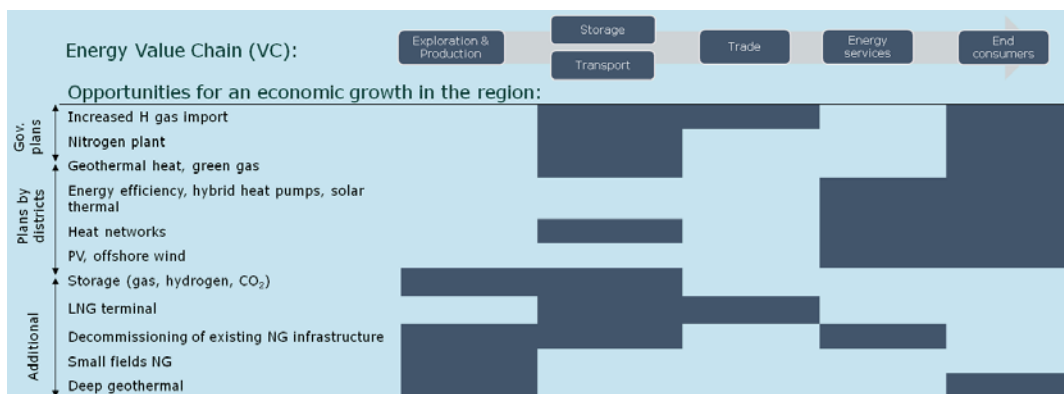 Energy Value Chain (VC):
Exploration &
Production
Storage
Transport
Trade
Energy
services
End
consumers
Opportunities for an economic growth in the region:
Gov.
plans
Increased H gas import
Nitrogen plant
Geothermal heat, green gas
Plans by
districts
Energy efficiency, hybrid heat pumps, solar
thermal
Heat networks
PV, offshore wind
Additional
Storage (gas, hydrogen, CO₂)
LNG terminal
Decommissioning of existing NG infrastructure
Small fields NG
Deep geothermal